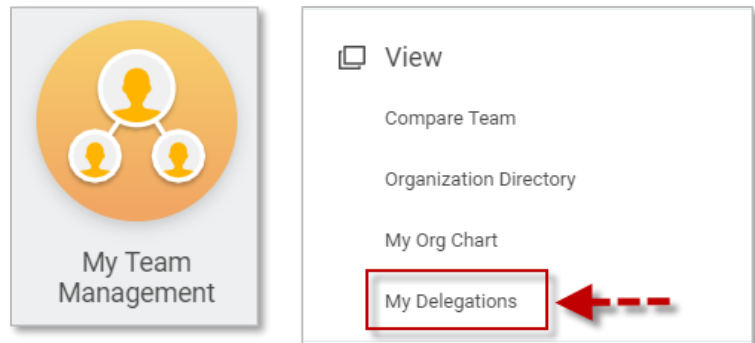 My Team
Management
View
Compare Team
Organization Directory
My Org Chart
My Delegations